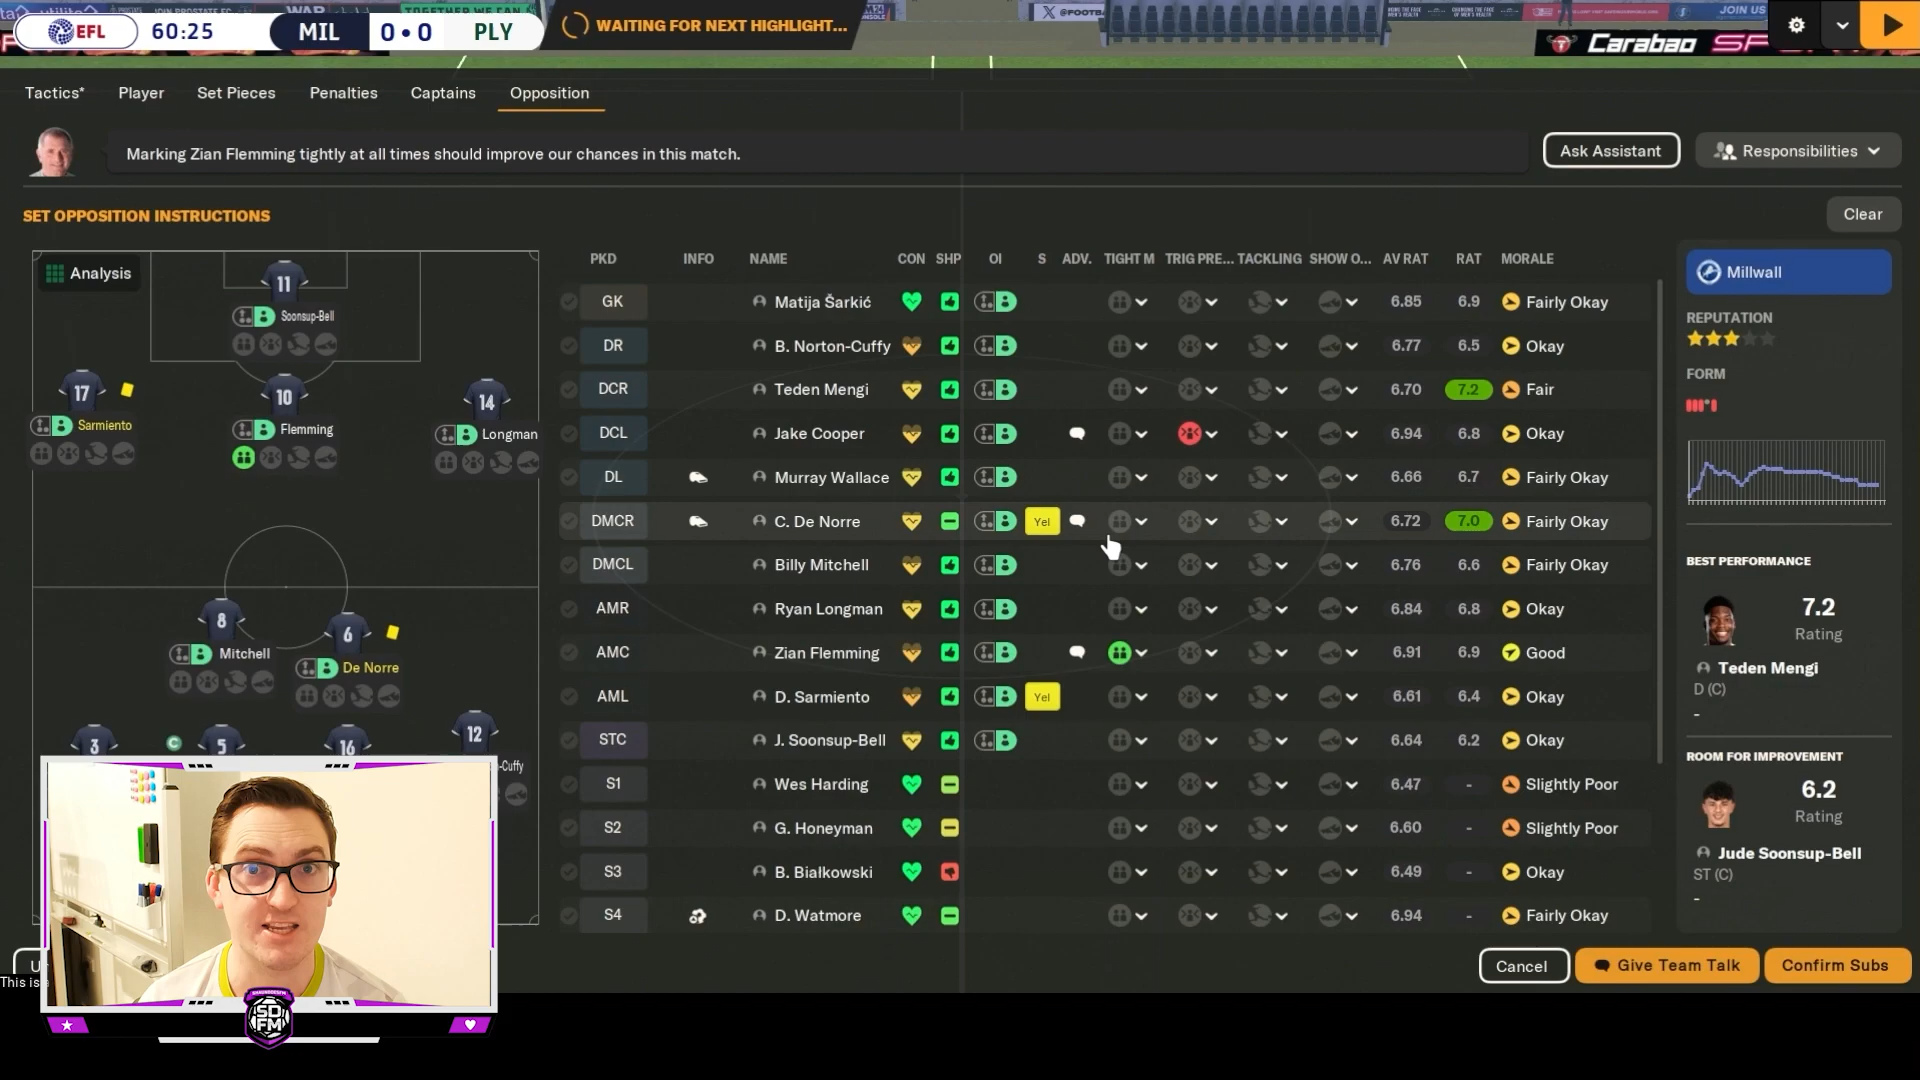 EFL 60:25 MIL 0 • 0 PLY
WAITING FOR NEXT HIGHLIGHT...
JOIN US
Carabao
Tactics* Player Set Pieces Penalties Captains Opposition
Marking Zian Flemming tightly at all times should improve our chances in this match.
Ask Assistant
Responsibilities
SET OPPOSITION INSTRUCTIONS
Clear
Analysis
11
Soonsup-Bell
17
Sarmiento
10
Flemming
14
Longman
8
Mitchell
6
De Norre
3
C
5
16
12
-Cuffy
PKD INFO NAME CON SHP OI S ADV. TIGHT M TRIG PRE... TACKLING SHOW O... AV RAT RAT MORALE
GK Matija Šarkić 6.85 6.9 Fairly Okay
DR B. Norton-Cuffy 6.77 6.5 Okay
DCR Teden Mengi 6.70 7.2 Fair
DCL Jake Cooper 6.94 6.8 Okay
DL Murray Wallace 6.66 6.7 Fairly Okay
DMCR C. De Norre Yel 6.72 7.0 Fairly Okay
DMCL Billy Mitchell 6.76 6.6 Fairly Okay
AMR Ryan Longman 6.84 6.8 Okay
AMC Zian Flemming 6.91 6.9 Good
AML D. Sarmiento Yel 6.61 6.4 Okay
STC J. Soonsup-Bell 6.64 6.2 Okay
S1 Wes Harding 6.47 - Slightly Poor
S2 G. Honeyman 6.60 - Slightly Poor
S3 B. Białkowski 6.49 - Okay
S4 D. Watmore 6.94 - Fairly Okay
Millwall
REPUTATION
FORM
BEST PERFORMANCE
7.2
Rating
Teden Mengi
D (C)
-
ROOM FOR IMPROVEMENT
6.2
Rating
Jude Soonsup-Bell
ST (C)
-
Cancel
Give Team Talk
Confirm Subs
This is
SD
FM